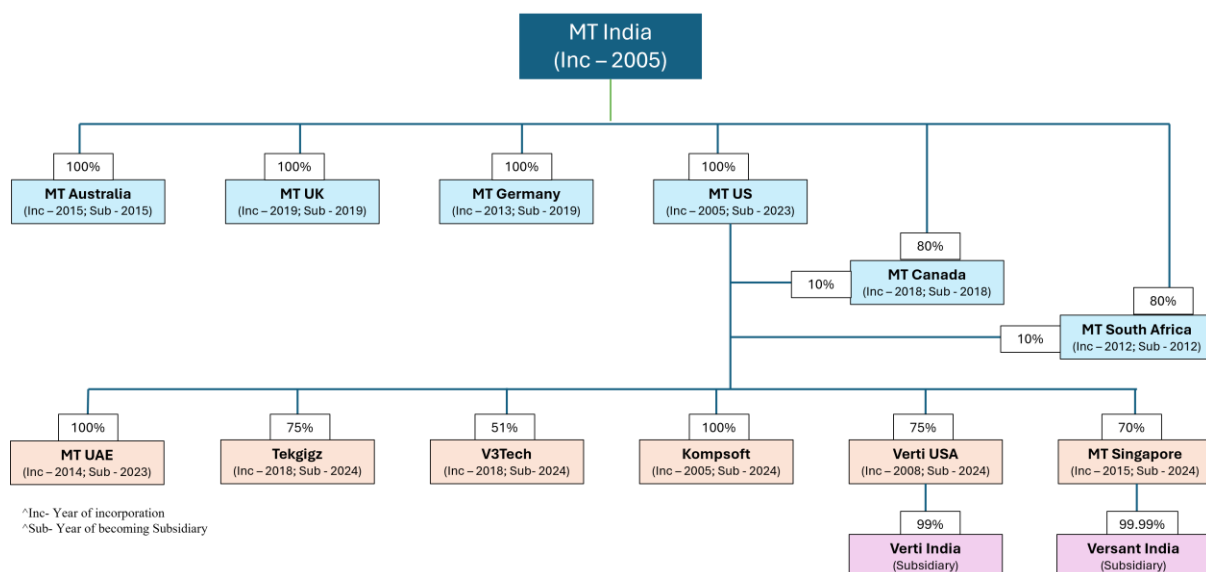 MT India
(Inc – 2005)
100%
100%
100%
100%
MT Australia
(Inc – 2015; Sub - 2015)
MT UK
(Inc – 2019; Sub - 2019)
MT Germany
(Inc – 2013; Sub - 2019)
MT US
(Inc – 2005; Sub - 2023)
80%
10%
MT Canada
(Inc – 2018; Sub - 2018)
80%
10%
MT South Africa
(Inc – 2012; Sub - 2012)
100%
75%
51%
100%
75%
70%
MT UAE
(Inc – 2014; Sub - 2023)
Tekgigz
(Inc – 2018; Sub - 2024)
V3Tech
(Inc – 2018; Sub - 2024)
Kompsoft
(Inc – 2005; Sub - 2024)
Verti USA
(Inc – 2008; Sub - 2024)
MT Singapore
(Inc – 2015; Sub - 2024)
^Inc- Year of incorporation
^Sub- Year of becoming Subsidiary
99%
99.99%
Verti India
(Subsidiary)
Versant India
(Subsidiary)